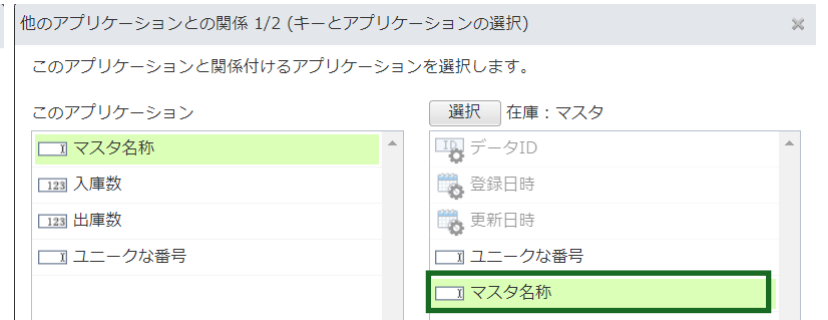 他のアプリケーションとの関係 1/2 (キーとアプリケーションの選択)
このアプリケーションと関係付けるアプリケーションを選択します。
このアプリケーション
マスタ名称
123 入庫数
123 出庫数
ユニークな番号
選択 在庫:マスタ
ID データID
登録日時
更新日時
ユニークな番号
マスタ名称